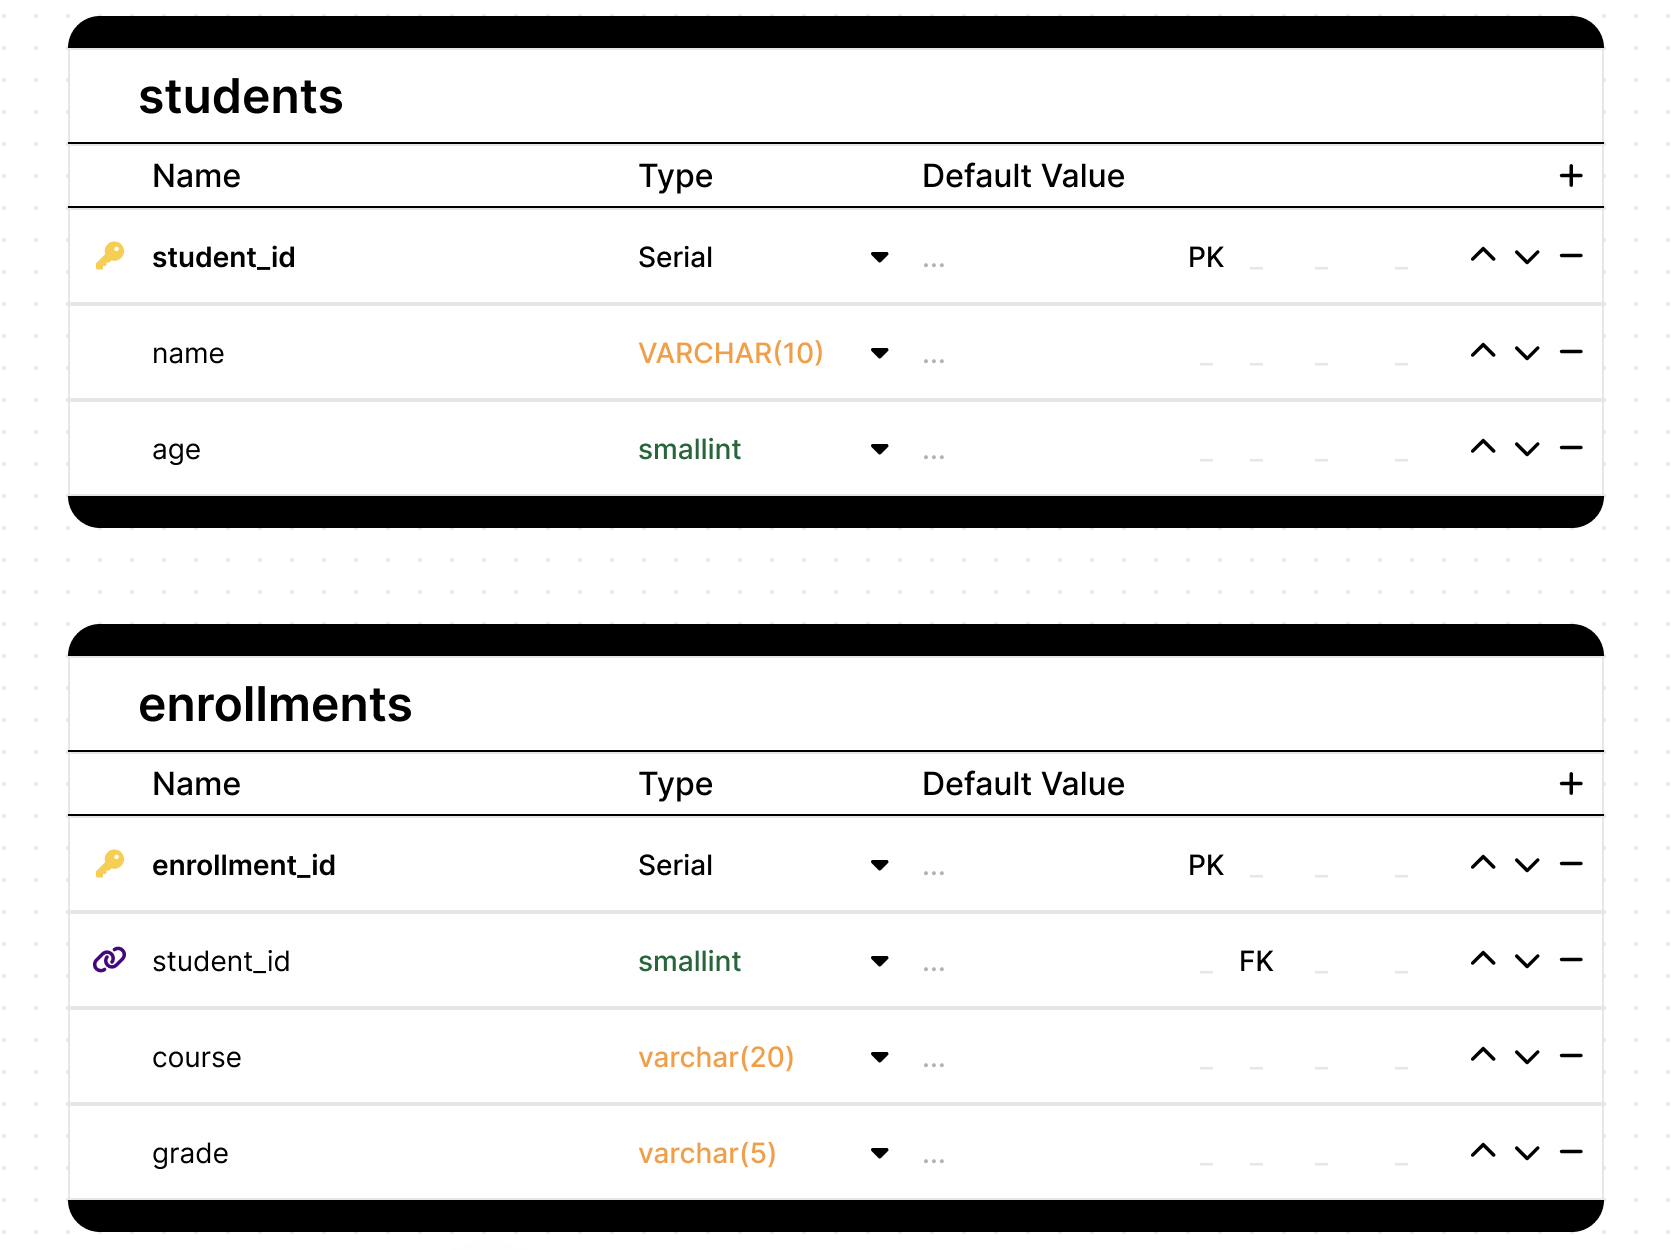 students
Name Type Default Value +
student_id Serial ... PK _ _ _
name VARCHAR(10) ... _ _ _ _
age smallint ... _ _ _ _
enrollments
Name Type Default Value +
enrollment_id Serial ... PK _ _ _
student_id smallint ... _ FK _ _
course varchar(20) ... _ _ _ _
grade varchar(5) ... _ _ _ _